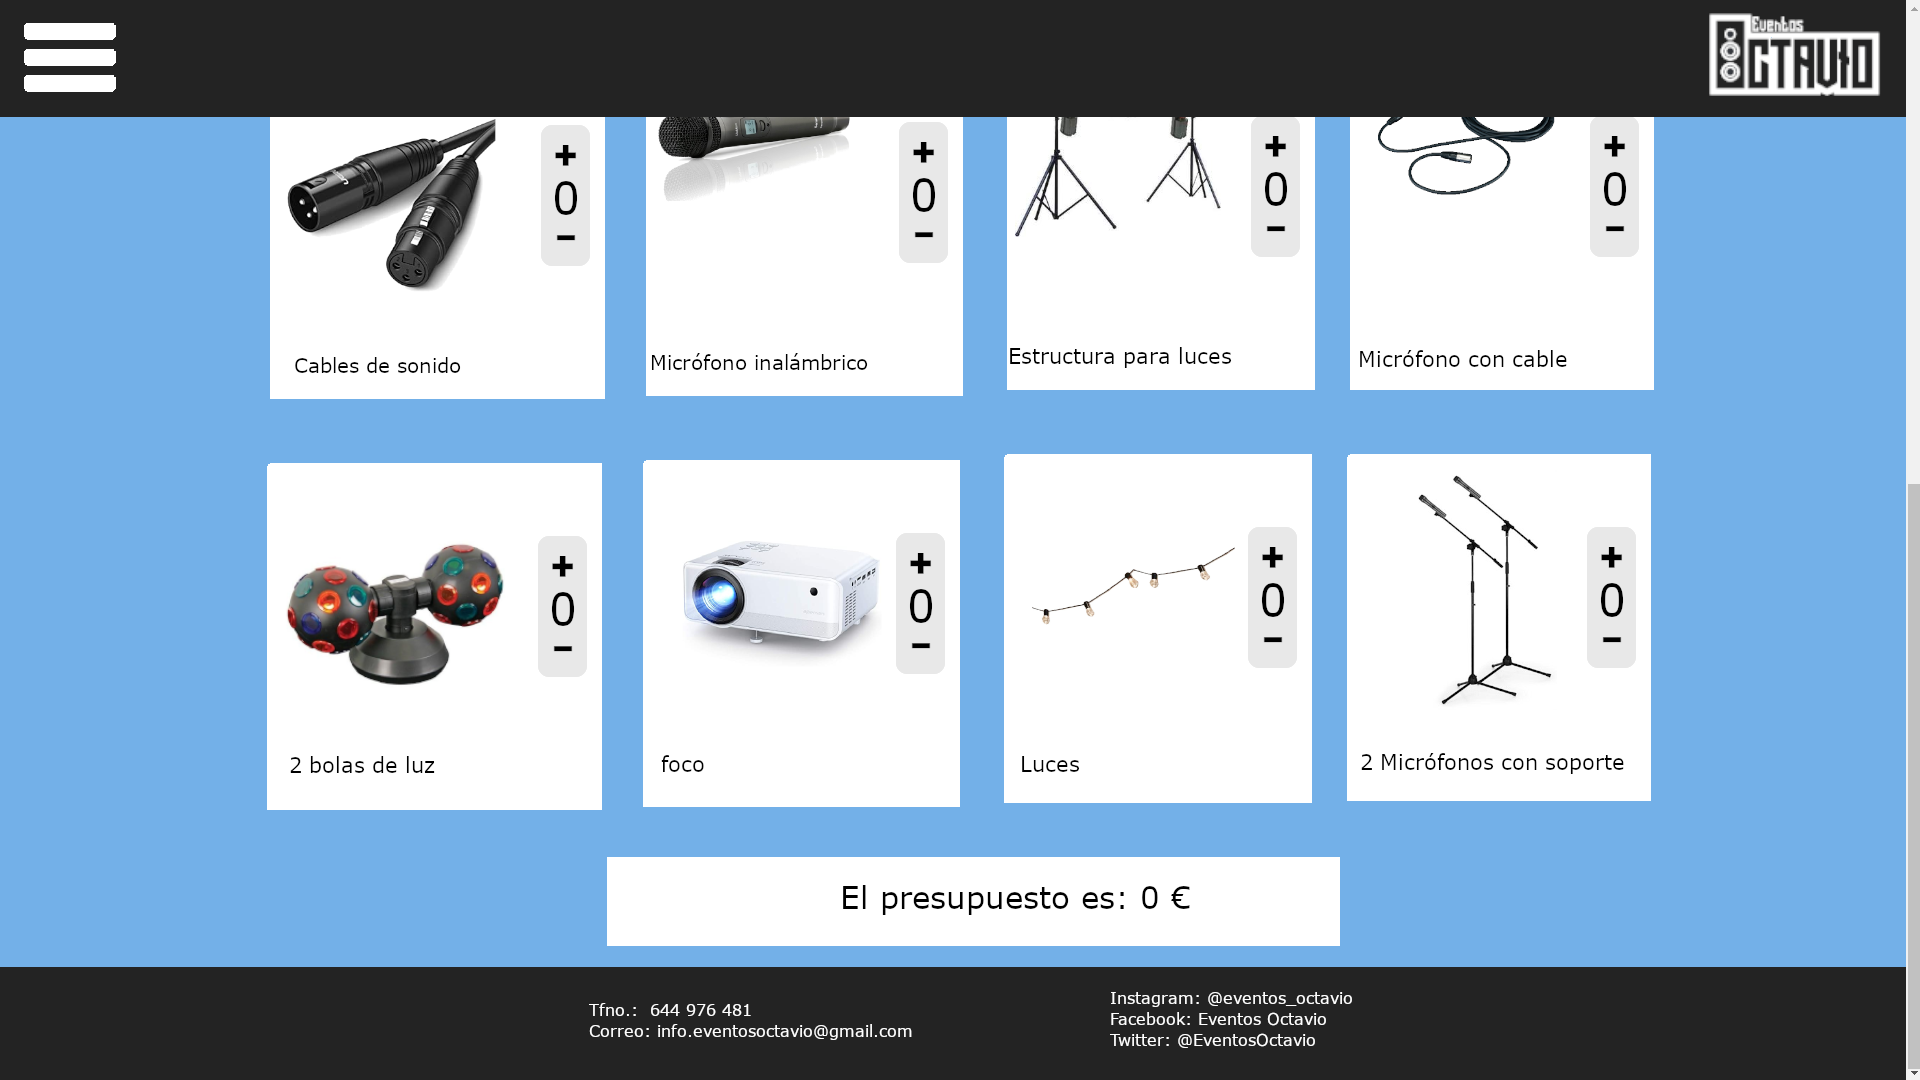 Eventos
OCTAVIO
+ + + +
0 0 0 0
- - - -
Cables de sonido
Micrófono inalámbrico
Estructura para luces
Micrófono con cable
+ + + +
0 0 0 0
- - - -
2 bolas de luz
foco
Luces
2 Micrófonos con soporte
El presupuesto es: 0 €
Tfno.: 644 976 481
Correo: info.eventosoctavio@gmail.com
Instagram: @eventos_octavio
Facebook: Eventos Octavio
Twitter: @EventosOctavio